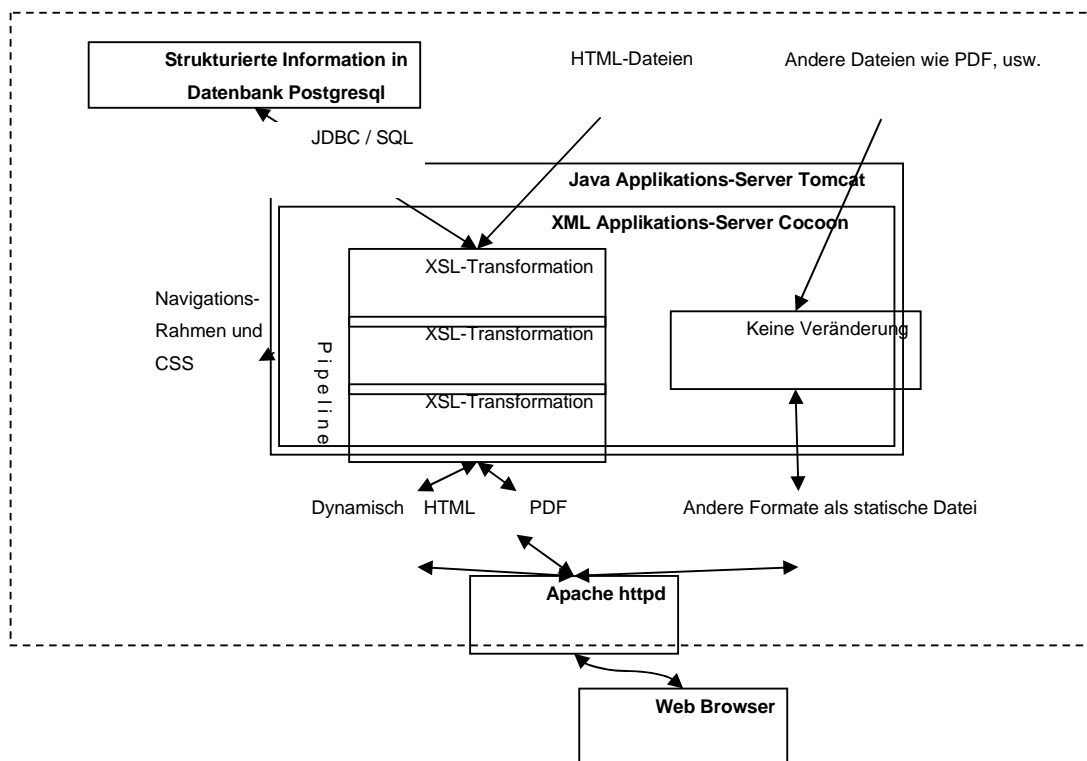 Strukturierte Information in
Datenbank Postgresql
HTML-Dateien
Andere Dateien wie PDF, usw.
JDBC / SQL
Java Applikations-Server Tomcat
XML Applikations-Server Cocoon
XSL-Transformation
Navigations-
Rahmen und
CSS
Pipeline
XSL-Transformation
Keine Veränderung
XSL-Transformation
Dynamisch HTML PDF
Andere Formate als statische Datei
Apache httpd
Web Browser